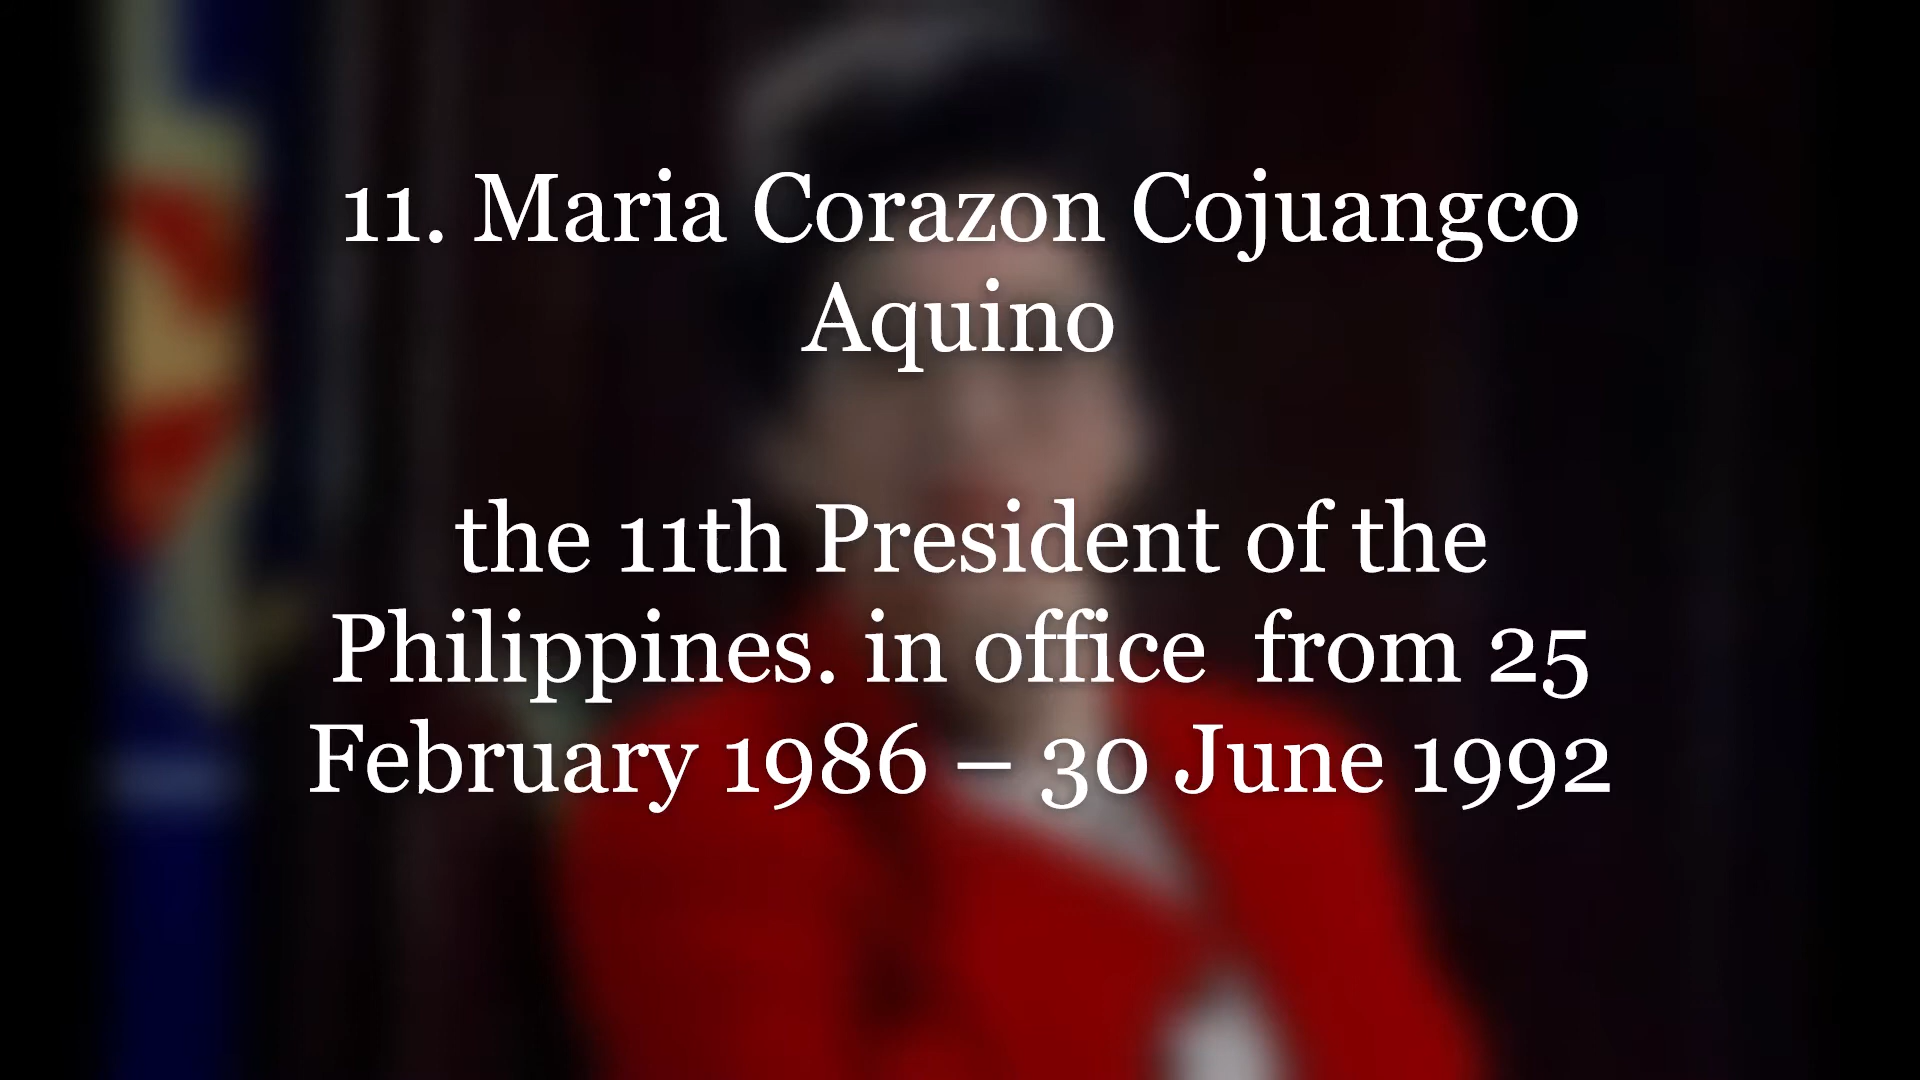 11. Maria Corazon Cojuangco
Aquino
the 11th President of the
Philippines. in office  from 25
February 1986 – 30 June 1992